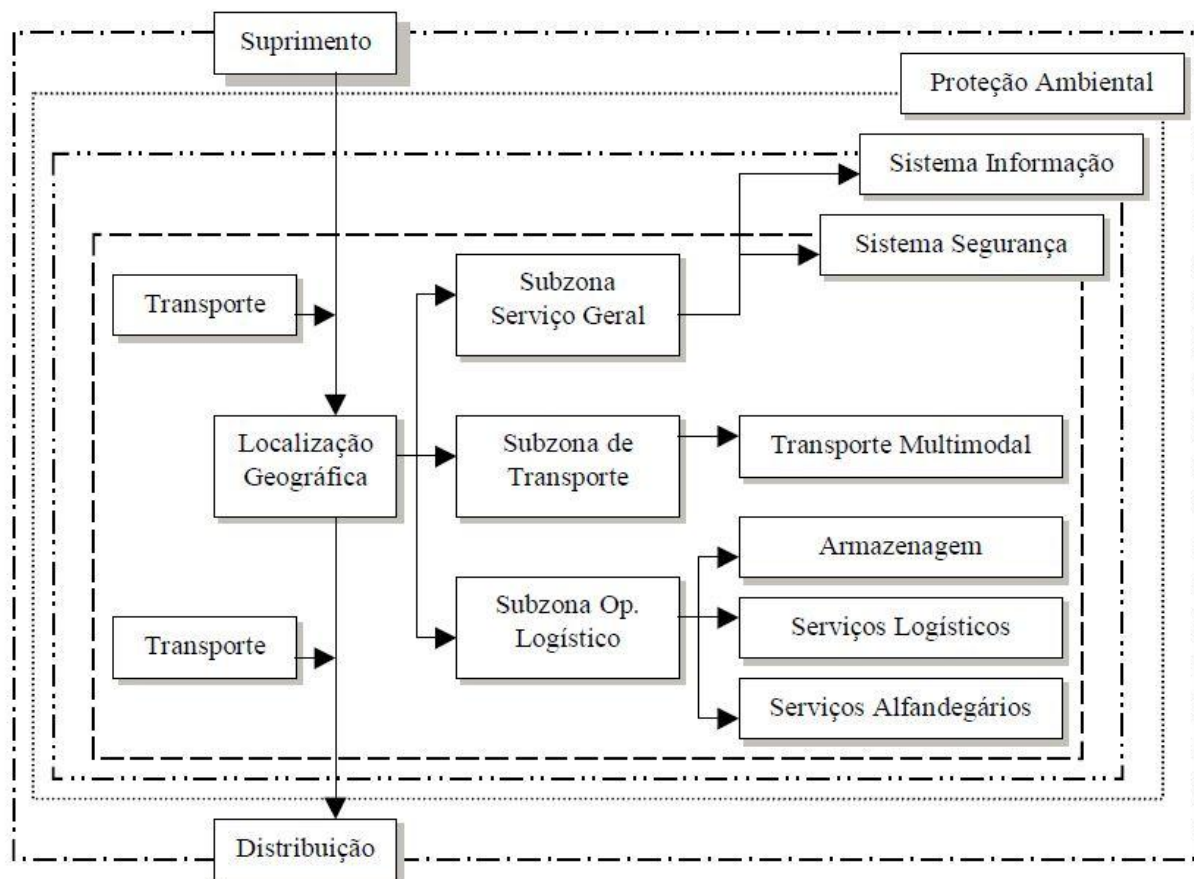 Suprimento
Proteção Ambiental
Sistema Informação
Sistema Segurança
Transporte
Subzona
Serviço Geral
Localização
Geográfica
Subzona de
Transporte
Transporte Multimodal
Armazenagem
Subzona Op.
Logístico
Serviços Logísticos
Transporte
Serviços Alfandegários
Distribuição